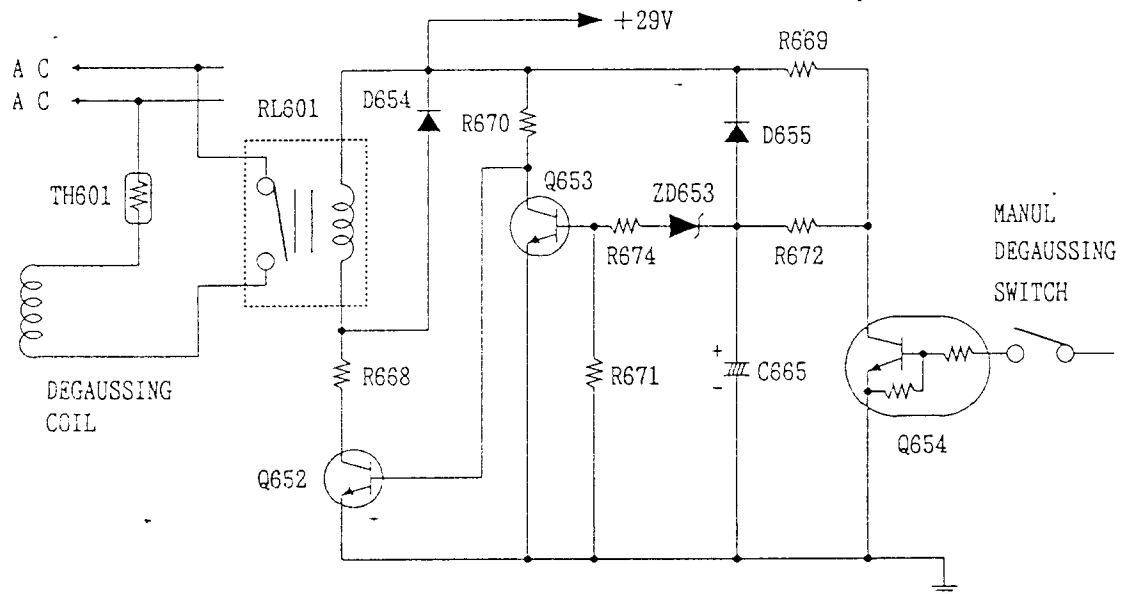 +29V
R669
A C
A C
RL601
D654
R670
D655
TH601
Q653
ZD653
R674
R672
MANUL
DEGAUSSING
SWITCH
+
-
R668
R671
C665
DEGAUSSING
COIL
Q654
Q652